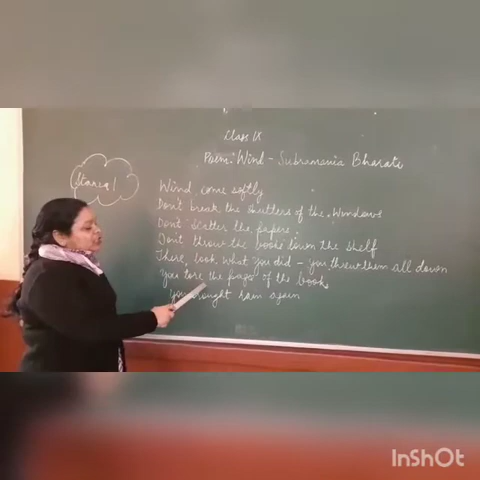 Class IX
Poem: Wind - Subramania Bharati
Stanza 1
Wind come softly
Don't break the shutters of the windows
Don't scatter the papers.
Don't throw the books down the shelf
There, look what you did - you threw them all down
You tore the pages of the books
you brought rain again
InShOt